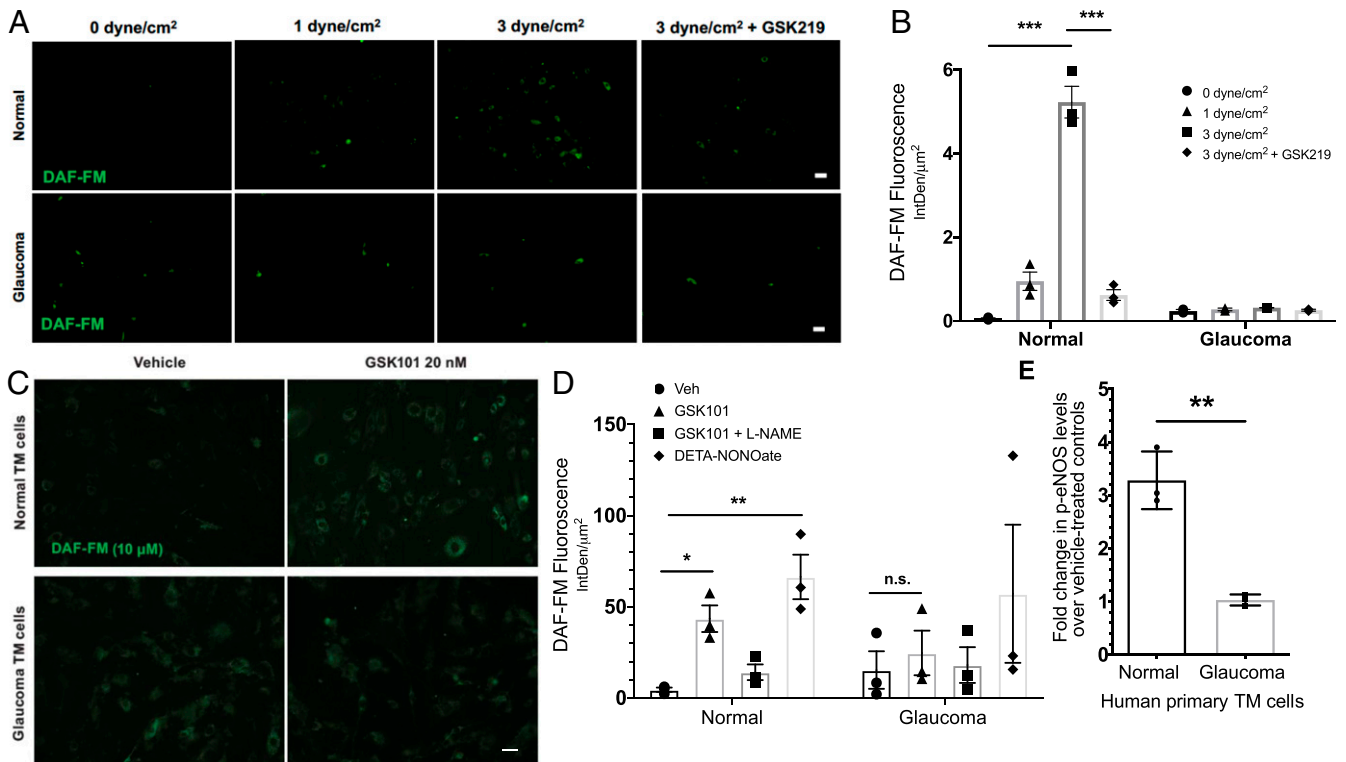 A
0 dyne/cm²
1 dyne/cm²
3 dyne/cm²
3 dyne/cm² + GSK219
Normal
DAF-FM
Glaucoma
DAF-FM
B
***
***
DAF-FM Fluoroscence
IntDen/μm²
6
4
2
0
0 dyne/cm²
1 dyne/cm²
3 dyne/cm²
3 dyne/cm² + GSK219
Normal
Glaucoma
C
Vehicle
GSK101 20 nM
Normal TM cells
DAF-FM (10 μM)
Glaucoma TM cells
D
Veh
GSK101
GSK101 + L-NAME
DETA-NONOate
DAF-FM Fluoroscence
IntDen/μm²
150
100
50
0
**
*
n.s.
Normal
Glaucoma
E
Fold change in p-eNOS levels
over vehicle-treated controls
5
4
3
2
1
0
**
Normal
Glaucoma
Human primary TM cells